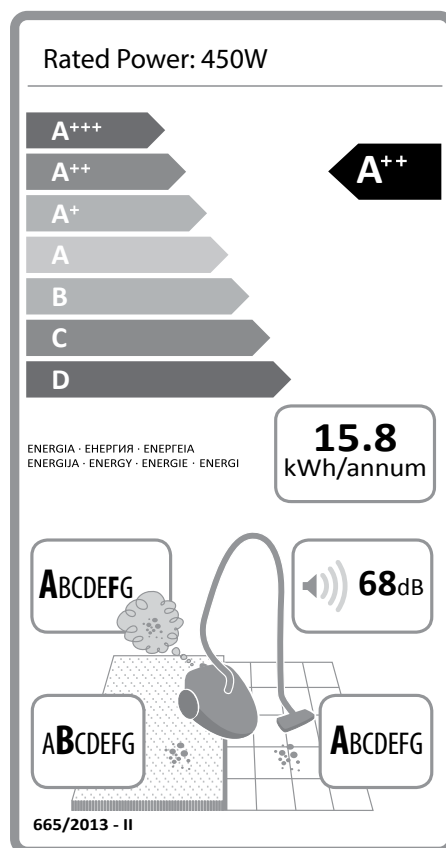 Rated Power: 450W
A+++
A++
A++
A+
A
B
C
D
15.8
kWh/annum
ENERGIA · ЕНЕРГИЯ · ΕΝΕΡΓΕΙΑ
ENERGIJA · ENERGY · ENERGIE · ENERGI
ABCDEFG
68dB
ABCDEFG
ABCDEFG
665/2013 - II